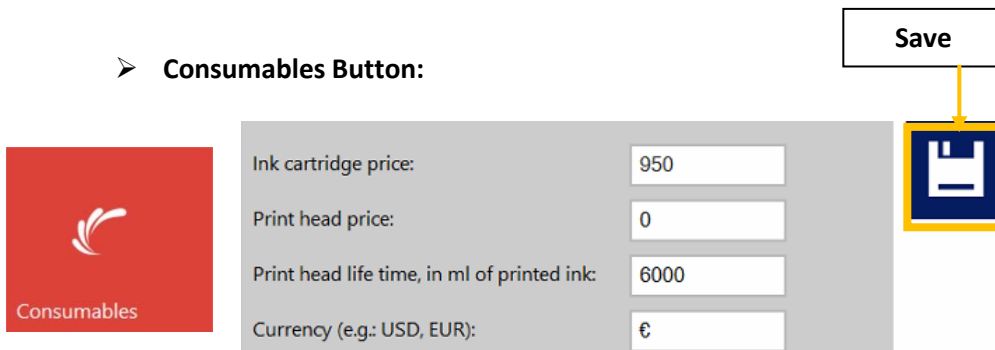 Save
➢ Consumables Button:
Ink cartridge price: 950
Print head price: 0
Print head life time, in ml of printed ink: 6000
Consumables
Currency (e.g.: USD, EUR): €